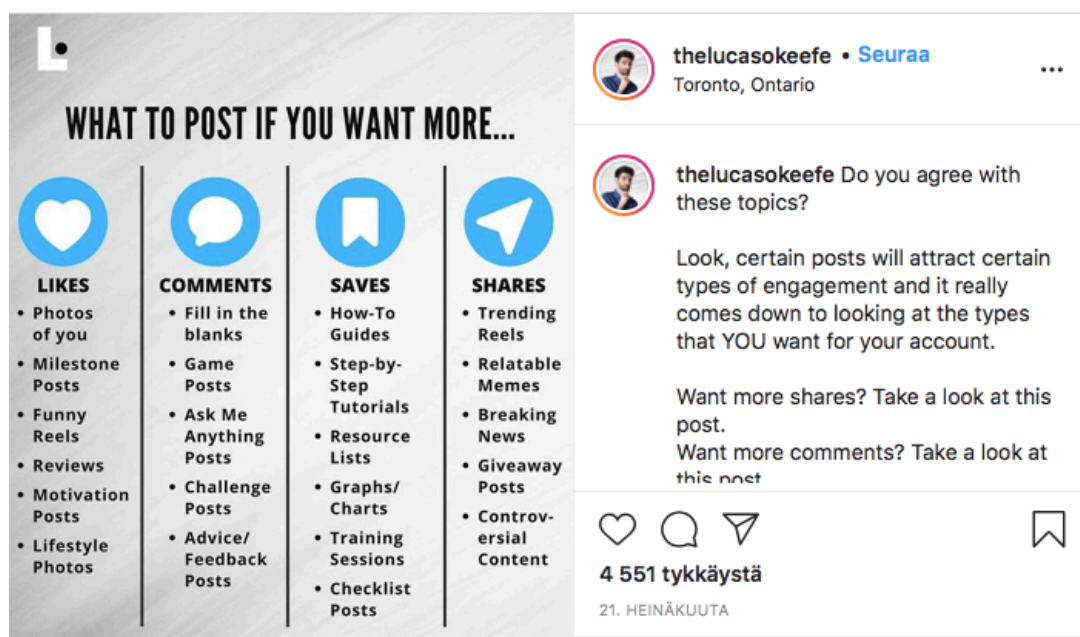 WHAT TO POST IF YOU WANT MORE...
LIKES
• Photos
of you
• Milestone
Posts
• Funny
Reels
• Reviews
• Motivation
Posts
• Lifestyle
Photos
COMMENTS
• Fill in the
blanks
• Game
Posts
• Ask Me
Anything
Posts
• Challenge
Posts
• Advice/
Feedback
Posts
SAVES
• How-To
Guides
• Step-by-
Step
Tutorials
• Resource
Lists
• Graphs/
Charts
• Training
Sessions
• Checklist
Posts
SHARES
• Trending
Reels
• Relatable
Memes
• Breaking
News
• Giveaway
Posts
• Controv-
ersial
Content
thelucasokeefe • Seuraa
Toronto, Ontario
thelucasokeefe Do you agree with
these topics?
Look, certain posts will attract certain
types of engagement and it really
comes down to looking at the types
that YOU want for your account.
Want more shares? Take a look at this
post.
Want more comments? Take a look at
this post
4 551 tykkäystä
21. HEINÄKUUTA